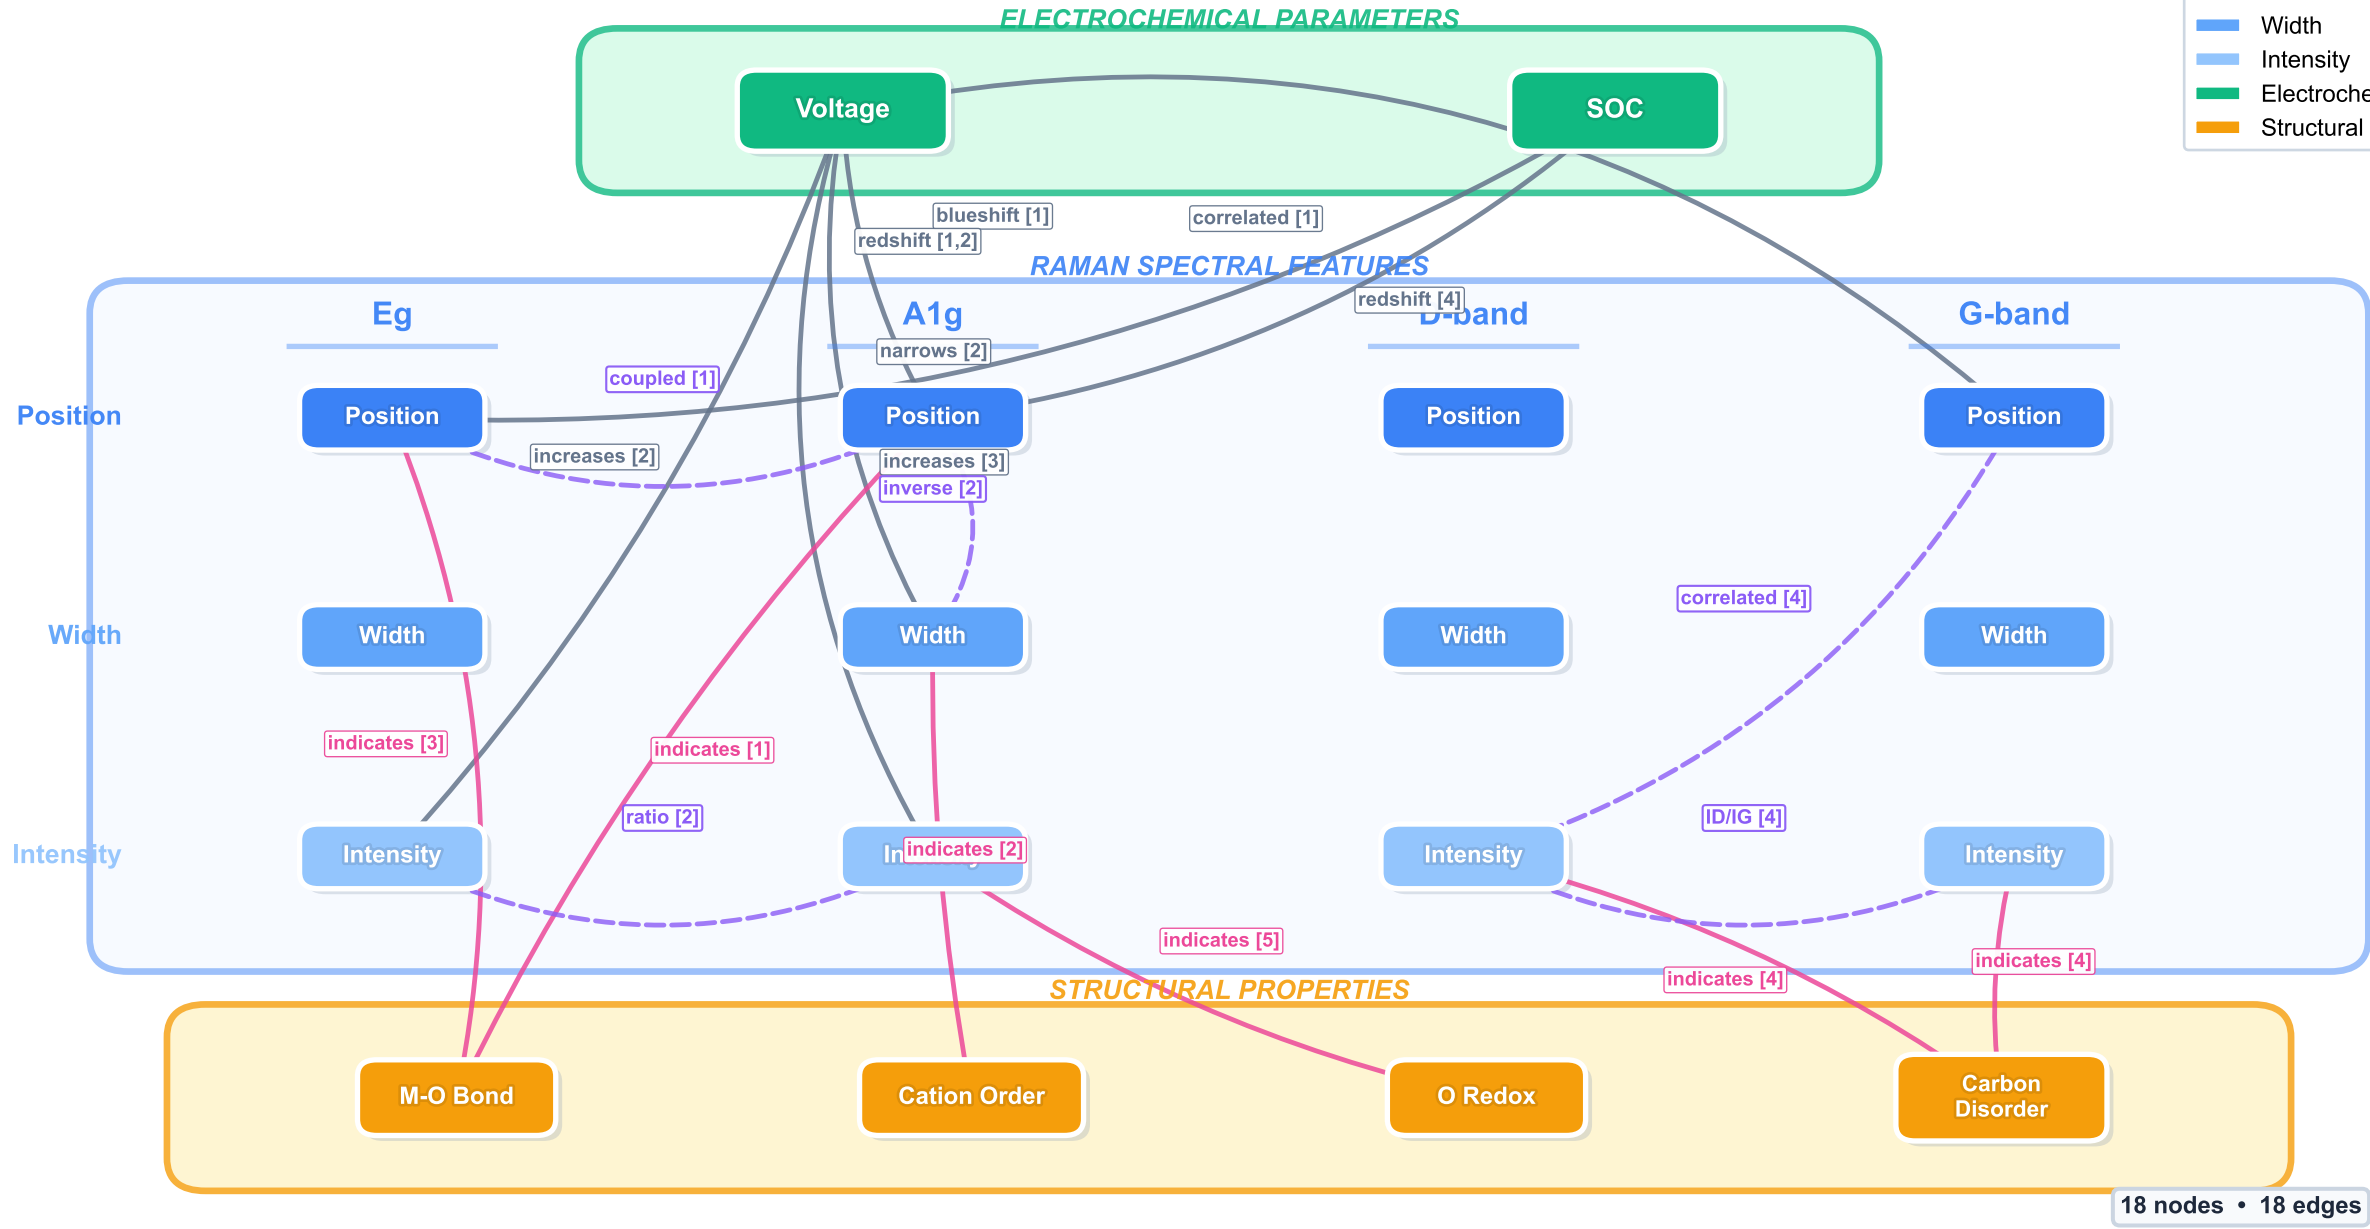 ELECTROCHEMICAL PARAMETERS
Width
Intensity
Electroche
Structural
Voltage
SOC
blueshift [1]
correlated [1]
redshift [1,2]
RAMAN SPECTRAL FEATURES
redshift [4]
Eg
A1g
D-band
G-band
narrows [2]
coupled [1]
Position
Position
Position
Position
Position
increases [2]
increases [3]
inverse [2]
correlated [4]
Width
Width
Width
Width
Width
indicates [3]
indicates [1]
ratio [2]
ID/IG [4]
Intensity
Intensity
indicates [2]
Intensity
Intensity
indicates [5]
indicates [4]
indicates [4]
STRUCTURAL PROPERTIES
M-O Bond
Cation Order
O Redox
Carbon
Disorder
18 nodes • 18 edges